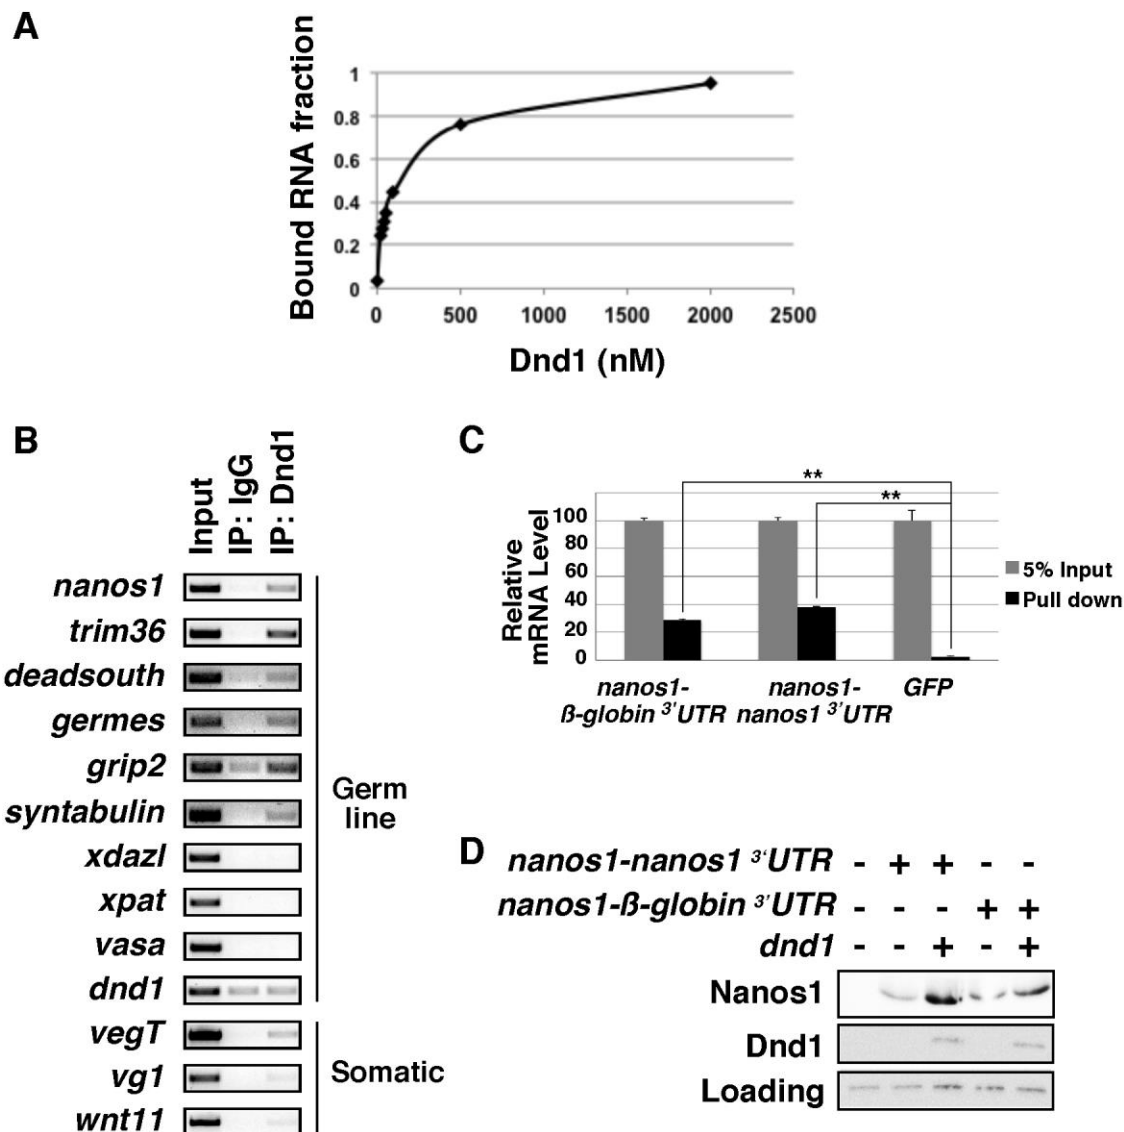 A
Bound RNA fraction
1
0.8
0.6
0.4
0.2
0
0 500 1000 1500 2000 2500
Dnd1 (nM)
B
Input
IP: IgG
IP: Dnd1
nanos1
trim36
deadsouth
germes
grip2
syntabulin
xdazl
xpat
vasa
dnd1
Germ
line
vegT
vg1
wnt11
Somatic
C
Relative
mRNA Level
100
80
60
40
20
0
**
**
5% Input
Pull down
nanos1-
ß-globin 3'UTR
nanos1-
nanos1 3'UTR
GFP
D
nanos1-nanos1 3'UTR - + + - -
nanos1-ß-globin 3'UTR - - - + +
dnd1 - - + - +
Nanos1
Dnd1
Loading